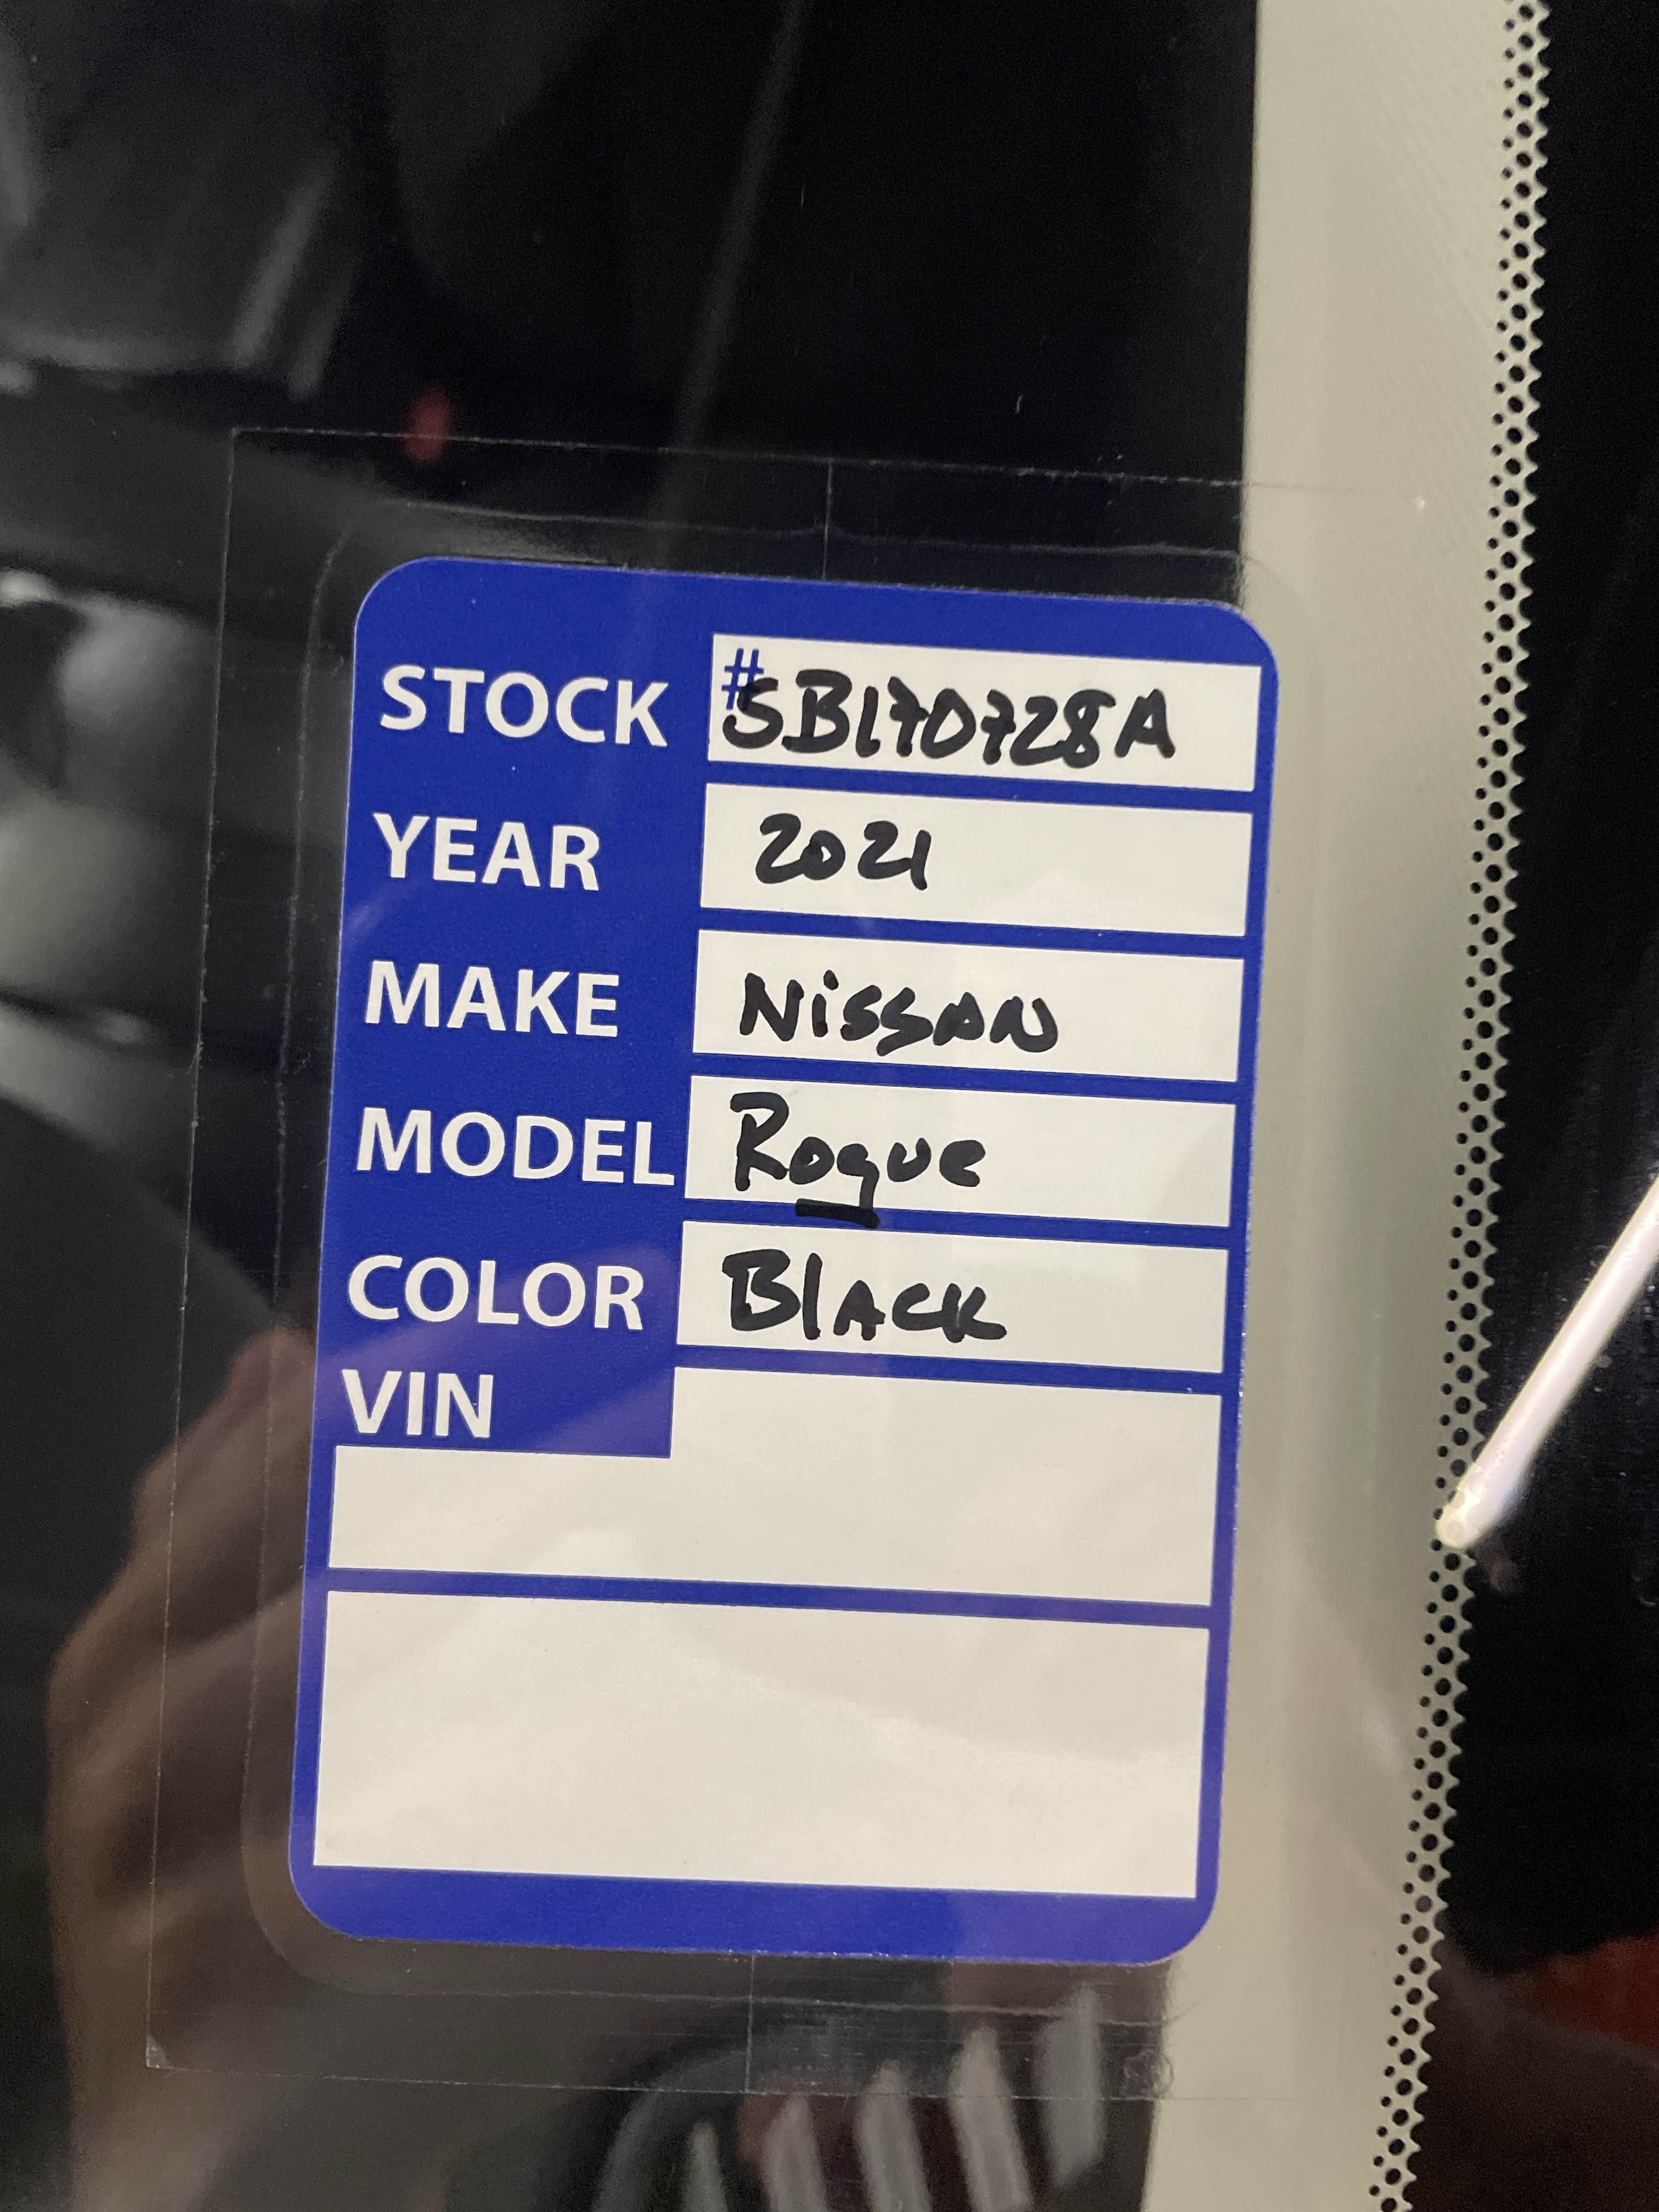 STOCK #SB170728A
YEAR 2021
MAKE NiSSAN
MODEL Rogue
COLOR BlACK
VIN